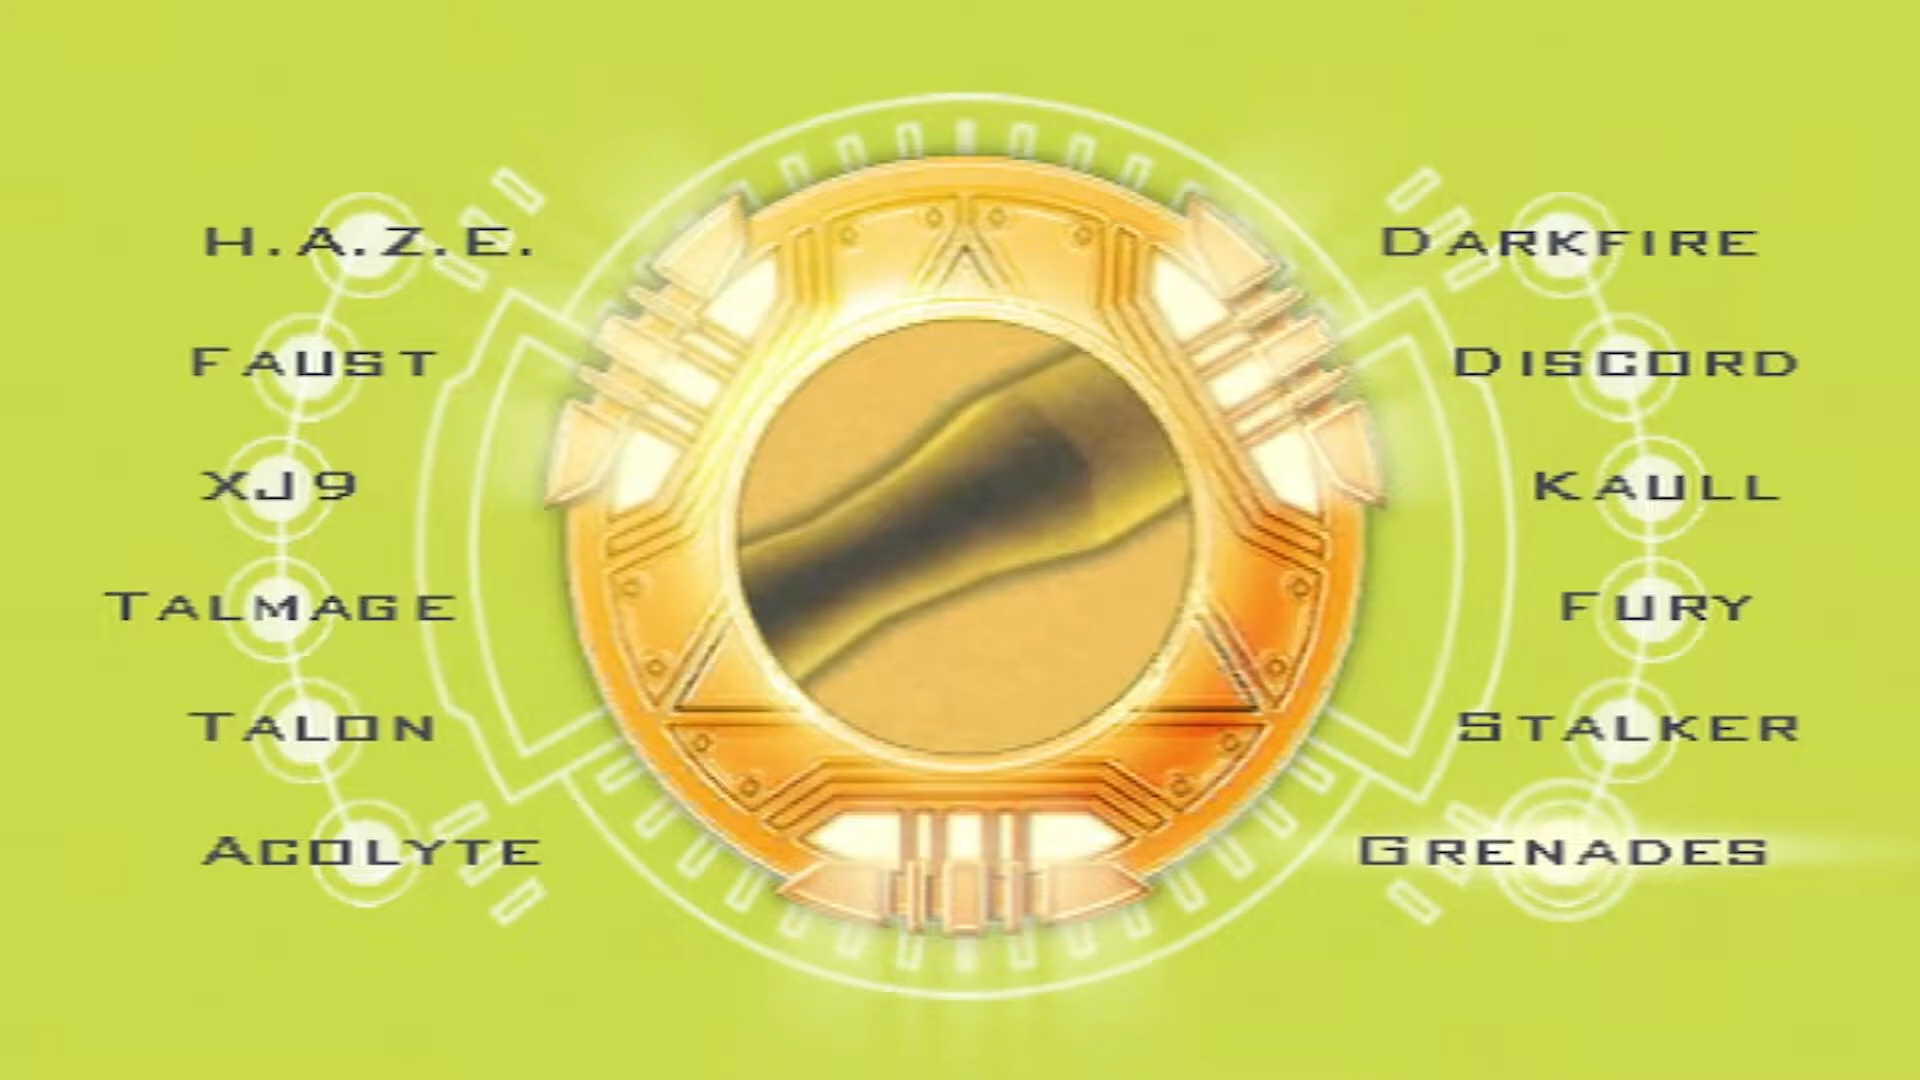 H.A.Z.E.
FAUST
XJ9
TALMAGE
TALON
ACOLYTE
DARKFIRE
DISCORD
KAULL
FURY
STALKER
GRENADES